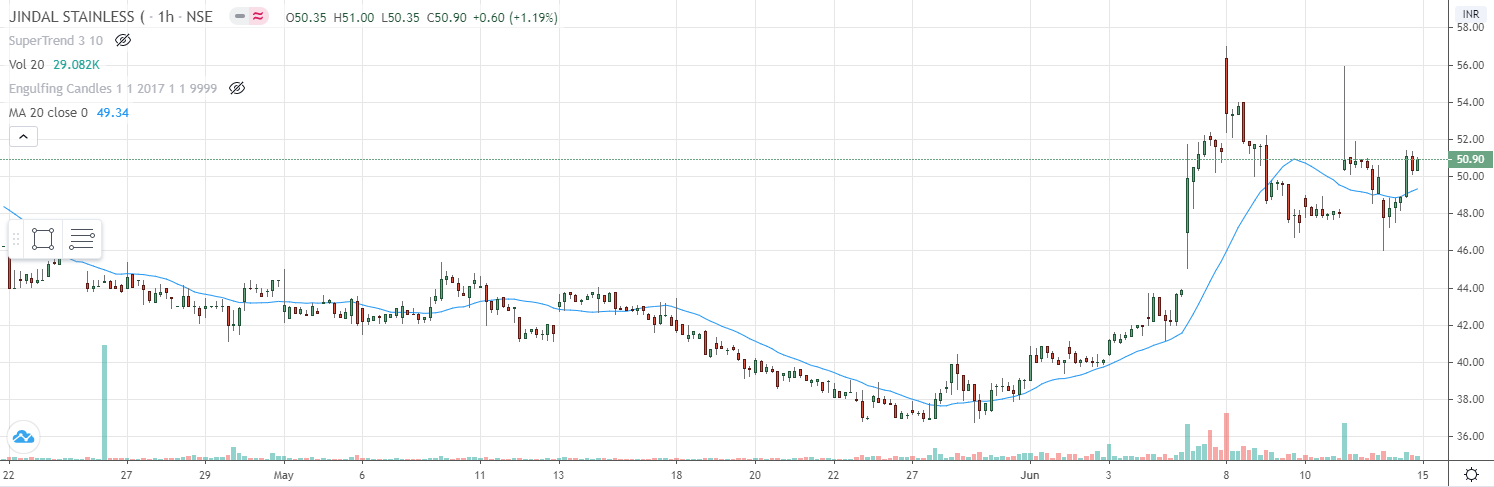 JINDAL STAINLESS ( · 1h · NSE O50.35 H51.00 L50.35 C50.90 +0.60 (+1.19%)
INR
SuperTrend 3 10
Vol 20 29.082K
Engulfing Candles 1 1 2017 1 1 9999
MA 20 close 0 49.34
58.00
56.00
54.00
52.00
50.90
50.00
48.00
46.00
44.00
42.00
40.00
38.00
36.00
22 27 29 May 6 11 13 18 20 22 27 Jun 3 8 10 15